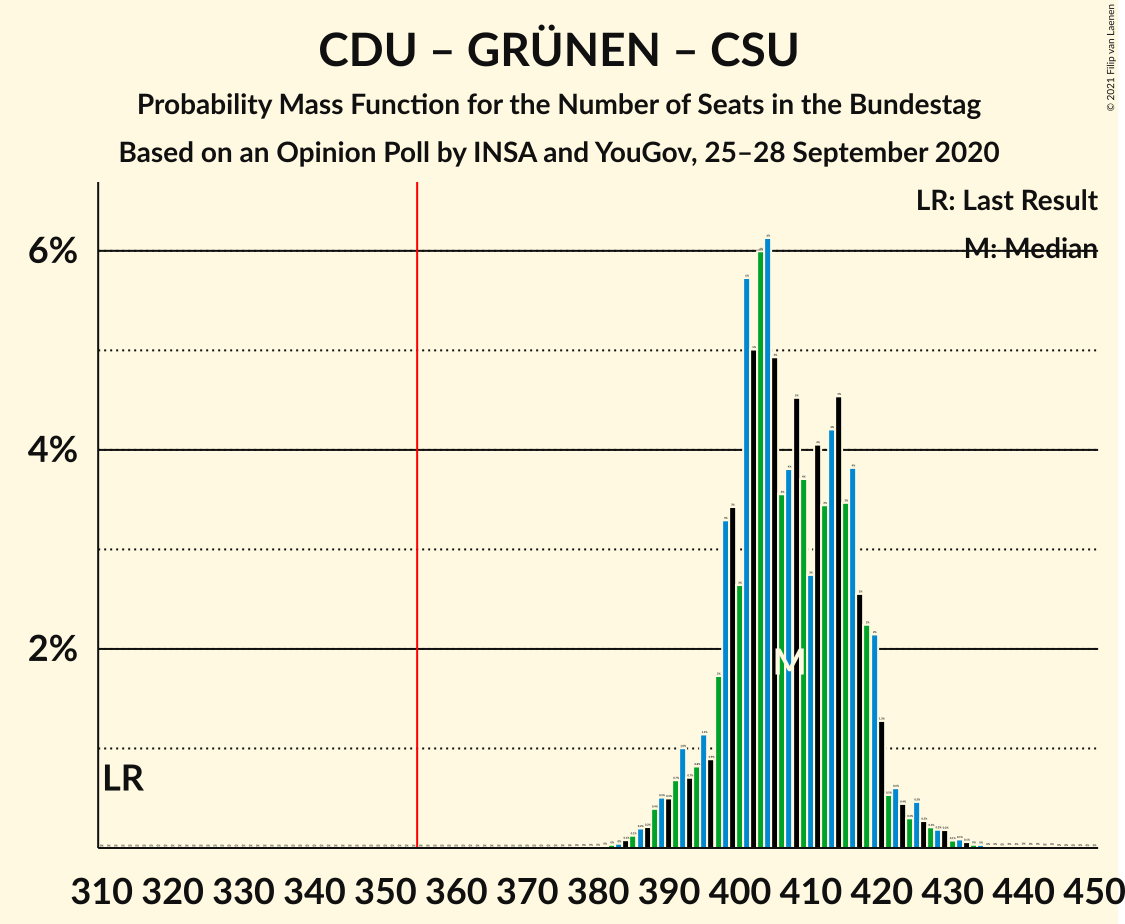 CDU – GRÜNEN – CSU
Probability Mass Function for the Number of Seats in the Bundestag
Based on an Opinion Poll by INSA and YouGov, 25–28 September 2020
© 2021 Filip van Laenen
LR: Last Result
M: Median
6%
4%
2%
M
LR
310 320 330 340 350 360 370 380 390 400 410 420 430 440 450